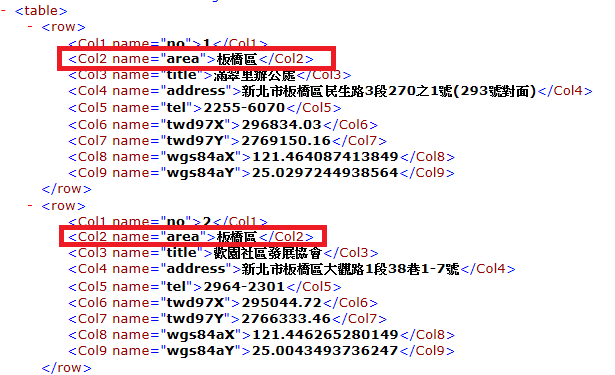 - <table>
- <row>
<Col1 name="no">1</Col1>
<Col2 name="area">板橋區</Col2>
<Col3 name="title">滿翠里辦公處</Col3>
<Col4 name="address">新北市板橋區民生路3段270之1號(293號對面)</Col4>
<Col5 name="tel">2255-6070</Col5>
<Col6 name="twd97X">296834.03</Col6>
<Col7 name="twd97Y">2769150.16</Col7>
<Col8 name="wgs84aX">121.464087413849</Col8>
<Col9 name="wgs84aY">25.0297244938564</Col9>
</row>
- <row>
<Col1 name="no">2</Col1>
<Col2 name="area">板橋區</Col2>
<Col3 name="title">歡園社區發展協會</Col3>
<Col4 name="address">新北市板橋區大觀路1段38巷1-7號</Col4>
<Col5 name="tel">2964-2301</Col5>
<Col6 name="twd97X">295044.72</Col6>
<Col7 name="twd97Y">2766333.46</Col7>
<Col8 name="wgs84aX">121.446265280149</Col8>
<Col9 name="wgs84aY">25.0043493736247</Col9>
</row>